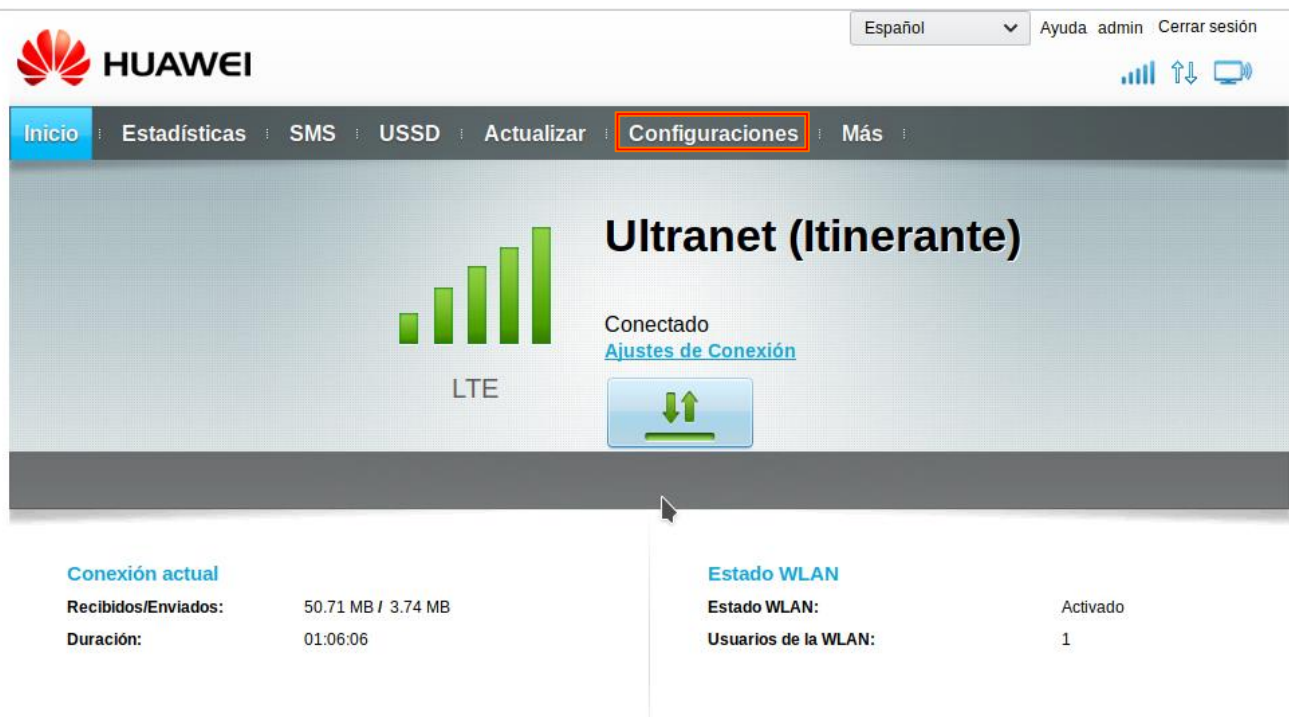 Español Ayuda admin Cerrar sesión
HUAWEI
Inicio Estadísticas SMS USSD Actualizar Configuraciones Más
Ultranet (Itinerante)
Conectado
Ajustes de Conexión
LTE
Conexión actual
Recibidos/Enviados: 50.71 MB / 3.74 MB
Duración: 01:06:06
Estado WLAN
Estado WLAN: Activado
Usuarios de la WLAN: 1